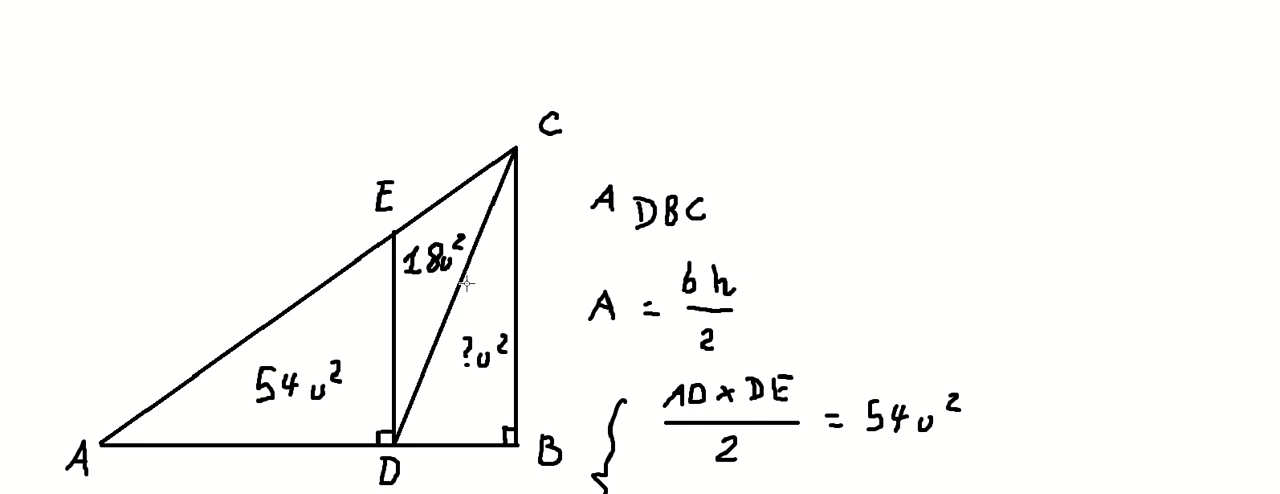 C
E
A DBC
18u²
A = bh/2
?u²
54u²
AD × DE/2 = 54u²
A
D
B